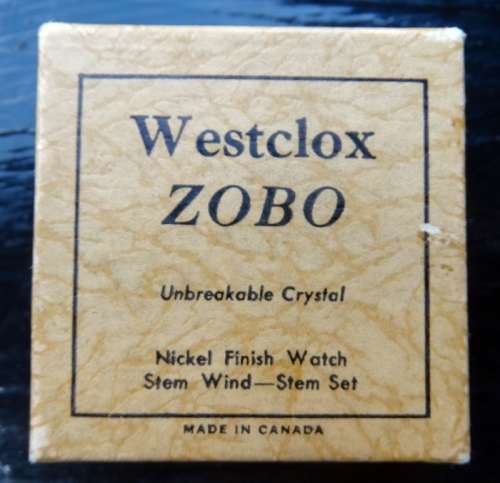 Westclox
ZOBO
Unbreakable Crystal
Nickel Finish Watch
Stem Wind—Stem Set
MADE IN CANADA